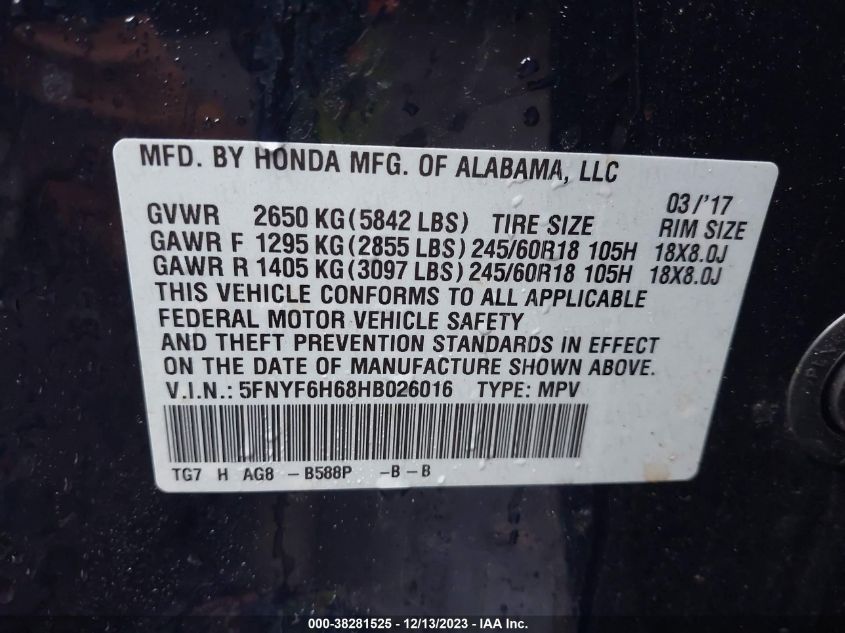 MFD. BY HONDA MFG. OF ALABAMA, LLC
03/'17
GVWR 2650 KG (5842 LBS) TIRE SIZE RIM SIZE
GAWR F 1295 KG (2855 LBS) 245/60R18 105H 18X8.0J
GAWR R 1405 KG (3097 LBS) 245/60R18 105H 18X8.0J
THIS VEHICLE CONFORMS TO ALL APPLICABLE
FEDERAL MOTOR VEHICLE SAFETY
AND THEFT PREVENTION STANDARDS IN EFFECT
ON THE DATE OF MANUFACTURE SHOWN ABOVE.
V.I.N.: 5FNYF6H68HB026016 TYPE: MPV
TG7 H AG8 – B588P –B – B
000-38281525 - 12/13/2023 - IAA Inc.